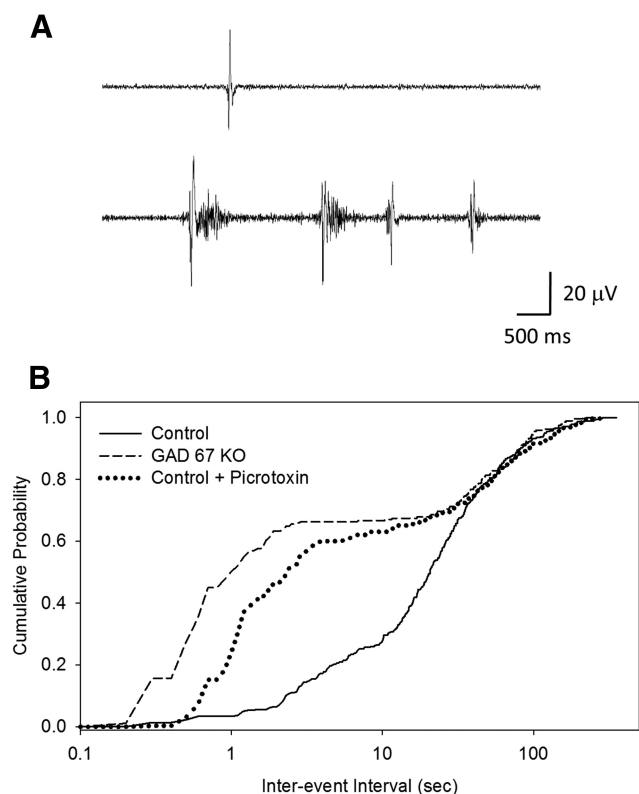 A
20 μV
500 ms
B
1.0
0.8
0.6
0.4
0.2
0.0
Cumulative Probability
Control
GAD 67 KO
Control + Picrotoxin
0.1 1 10 100
Inter-event Interval (sec)